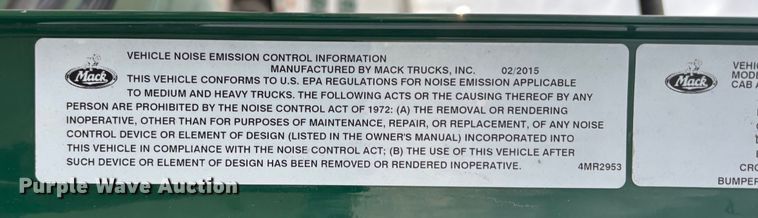 VEHICLE NOISE EMISSION CONTROL INFORMATION
MANUFACTURED BY MACK TRUCKS, INC. 02/2015
Mack
THIS VEHICLE CONFORMS TO U.S. EPA REGULATIONS FOR NOISE EMISSION APPLICABLE
TO MEDIUM AND HEAVY TRUCKS. THE FOLLOWING ACTS OR THE CAUSING THEREOF BY ANY
PERSON ARE PROHIBITED BY THE NOISE CONTROL ACT OF 1972: (A) THE REMOVAL OR RENDERING
INOPERATIVE, OTHER THAN FOR PURPOSES OF MAINTENANCE, REPAIR, OR REPLACEMENT, OF ANY NOISE
CONTROL DEVICE OR ELEMENT OF DESIGN (LISTED IN THE OWNER'S MANUAL) INCORPORATED INTO
THIS VEHICLE IN COMPLIANCE WITH THE NOISE CONTROL ACT; (B) THE USE OF THIS VEHICLE AFTER
SUCH DEVICE OR ELEMENT OF DESIGN HAS BEEN REMOVED OR RENDERED INOPERATIVE. 4MR2953
Mack
VEHI
MODE
CAB A
CRO
BUMPER
Purple Wave Auction